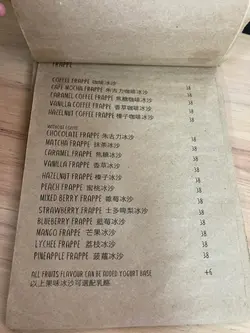 FRAPPE
COFFEE FRAPPE 咖啡冰沙 38
CAFE MOCHA FRAPPE 朱古力咖啡冰沙 38
CARAMEL COFFEE FRAPPE 焦糖咖啡冰沙 38
VANILLA COFFEE FRAPPE 香草咖啡冰沙 38
HAZELNUT COFFEE FRAPPE 榛子咖啡冰沙 38
WITHOUT COFFEE
CHOCOLATE FRAPPE 朱古力冰沙 38
MATCHA FRAPPE 抹茶冰沙 38
CARAMEL FRAPPE 焦糖冰沙 38
VANILLA FRAPPE 香草冰沙 38
HAZELNUT FRAPPE 榛子冰沙 38
PEACH FRAPPE 蜜桃冰沙 38
MIXED BERRY FRAPPE 雜莓冰沙 38
STRAWBERRY FRAPPE 士多啤梨冰沙 38
BLUEBERRY FRAPPE 藍莓冰沙 38
MANGO FRAPPE 芒果冰沙 38
LYCHEE FRAPPE 荔枝冰沙 38
PINEAPPLE FRAPPE 菠蘿冰沙 38
ALL FRUITS FLAVOUR CAN BE ADDED YOGURT BASE +6
以上果味冰沙可選配乳酪